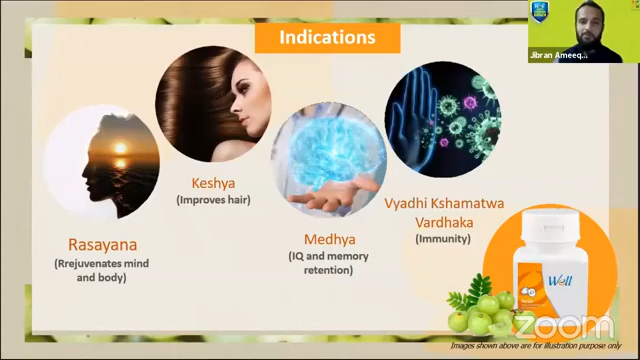 Indications
Jibran Ameeq...
Keshya
(Improves hair)
Vyadhi Kshamatwa
Vardhaka
(Immunity)
Rasayana
(Rrejuvenates mind
and body)
Medhya
(IQ and memory
retention)
Well
zoom
Images shown above are for illustration purpose only